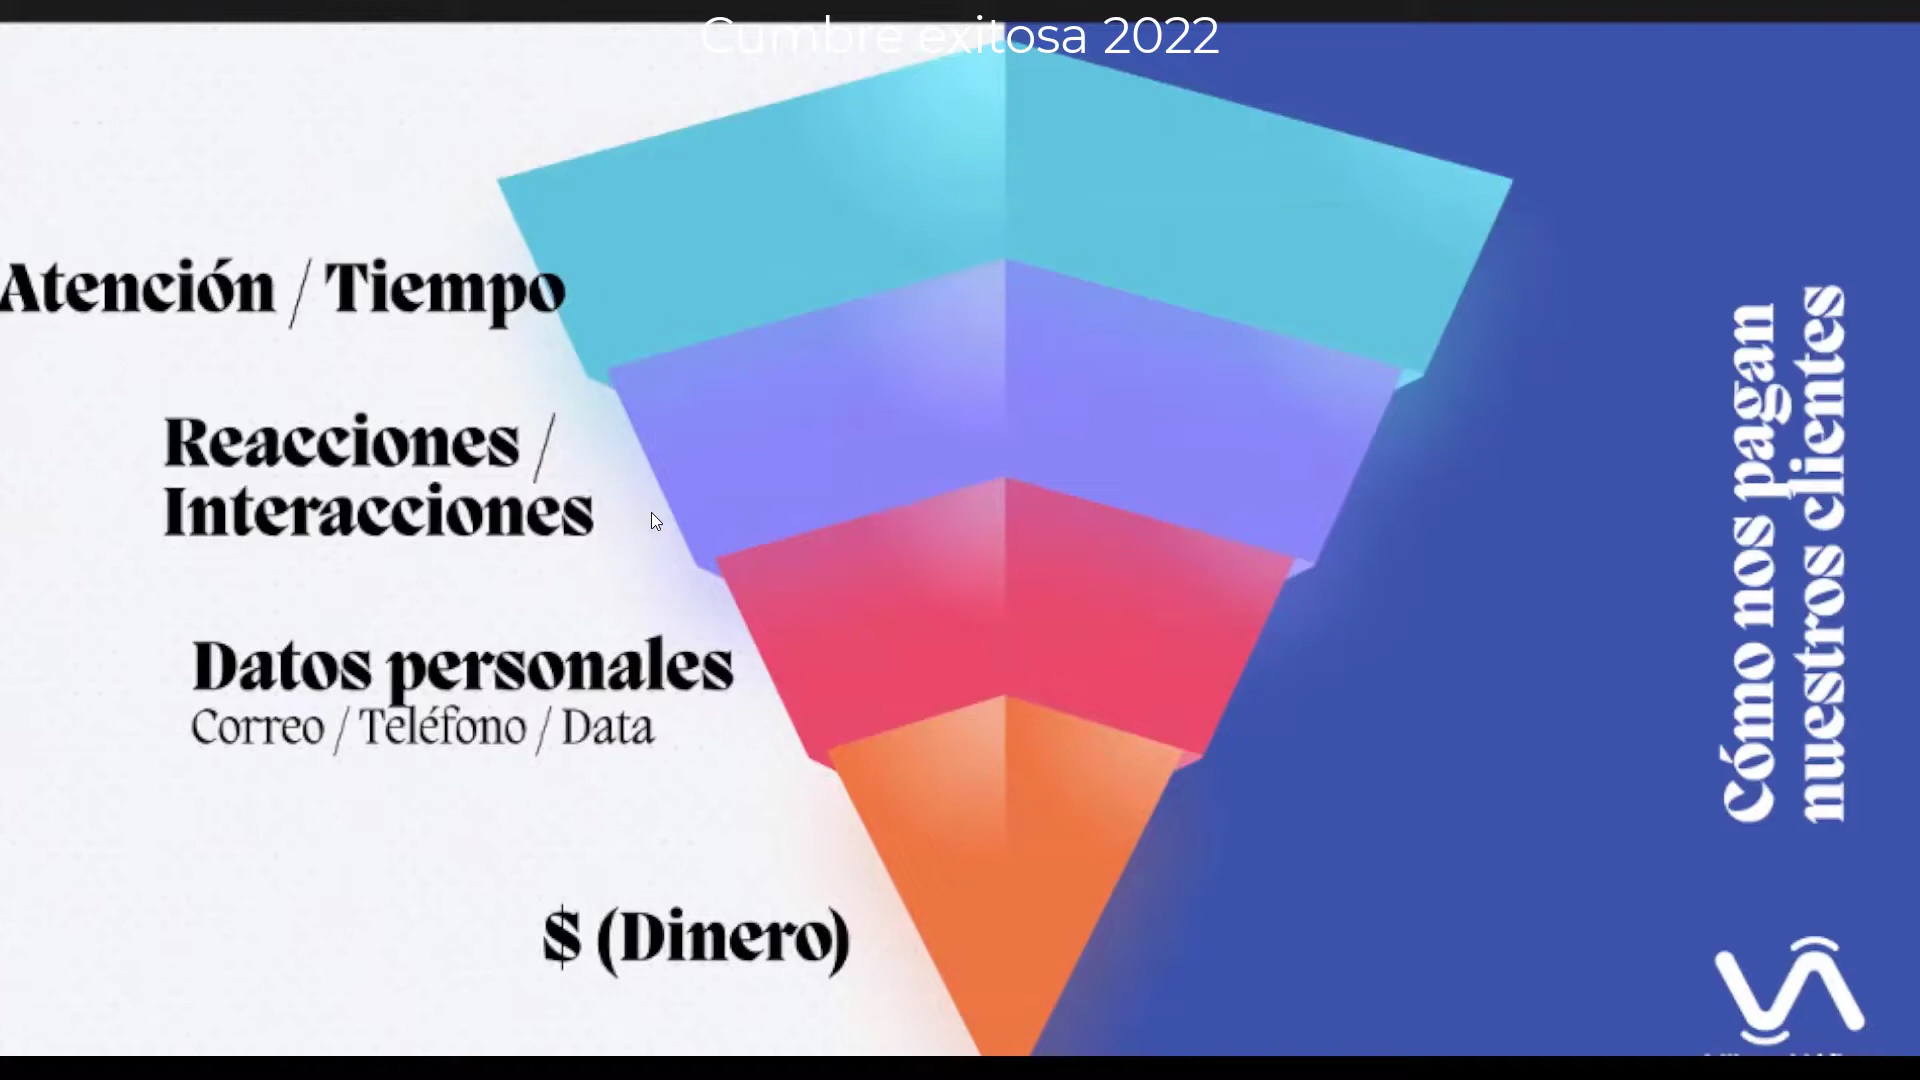 Cumbre exitosa 2022
Atención / Tiempo
Reacciones /
Interacciones
Datos personales
Correo / Teléfono / Data
$ (Dinero)
Cómo nos pagan
nuestros clientes